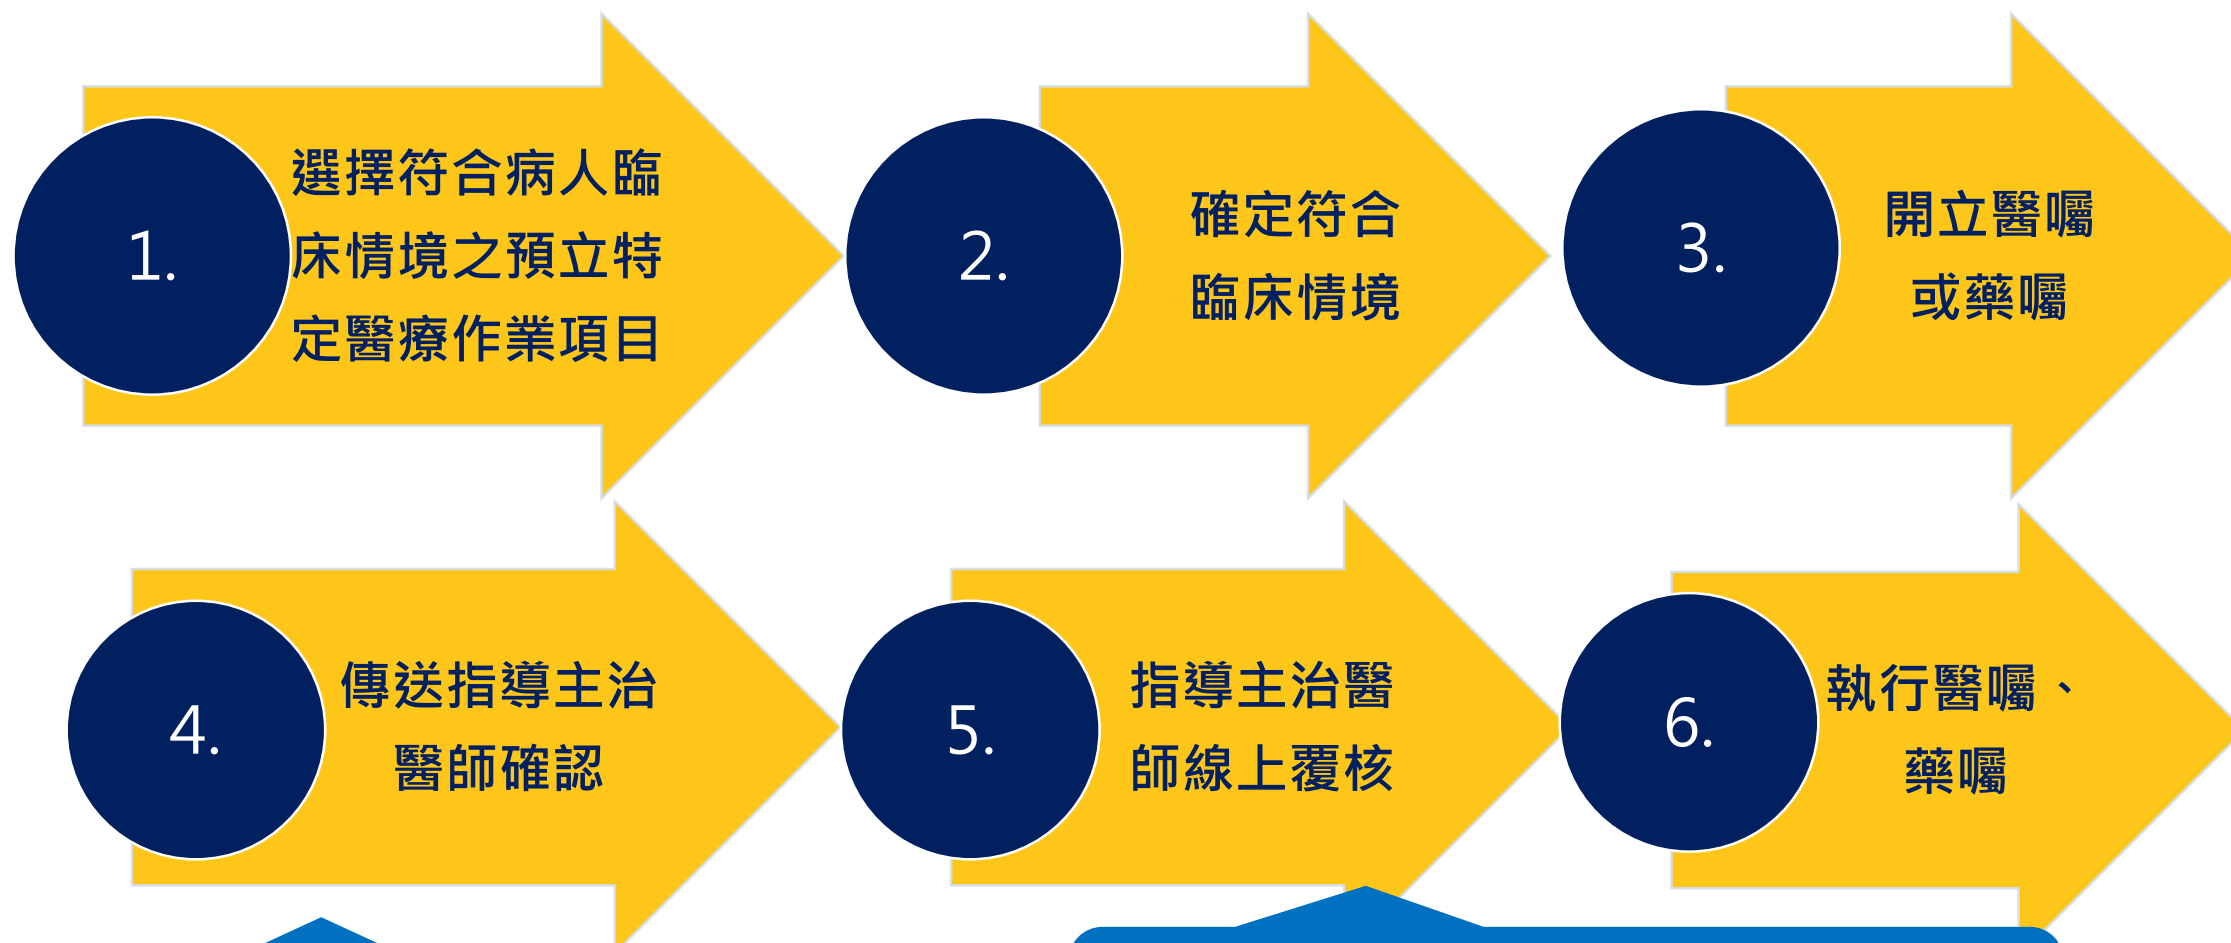 1.
選擇符合病人臨
床情境之預立特
定醫療作業項目
2.
確定符合
臨床情境
3.
開立醫囑
或藥囑
4.
傳送指導主治
醫師確認
5.
指導主治醫
師線上覆核
6.
執行醫囑、
藥囑